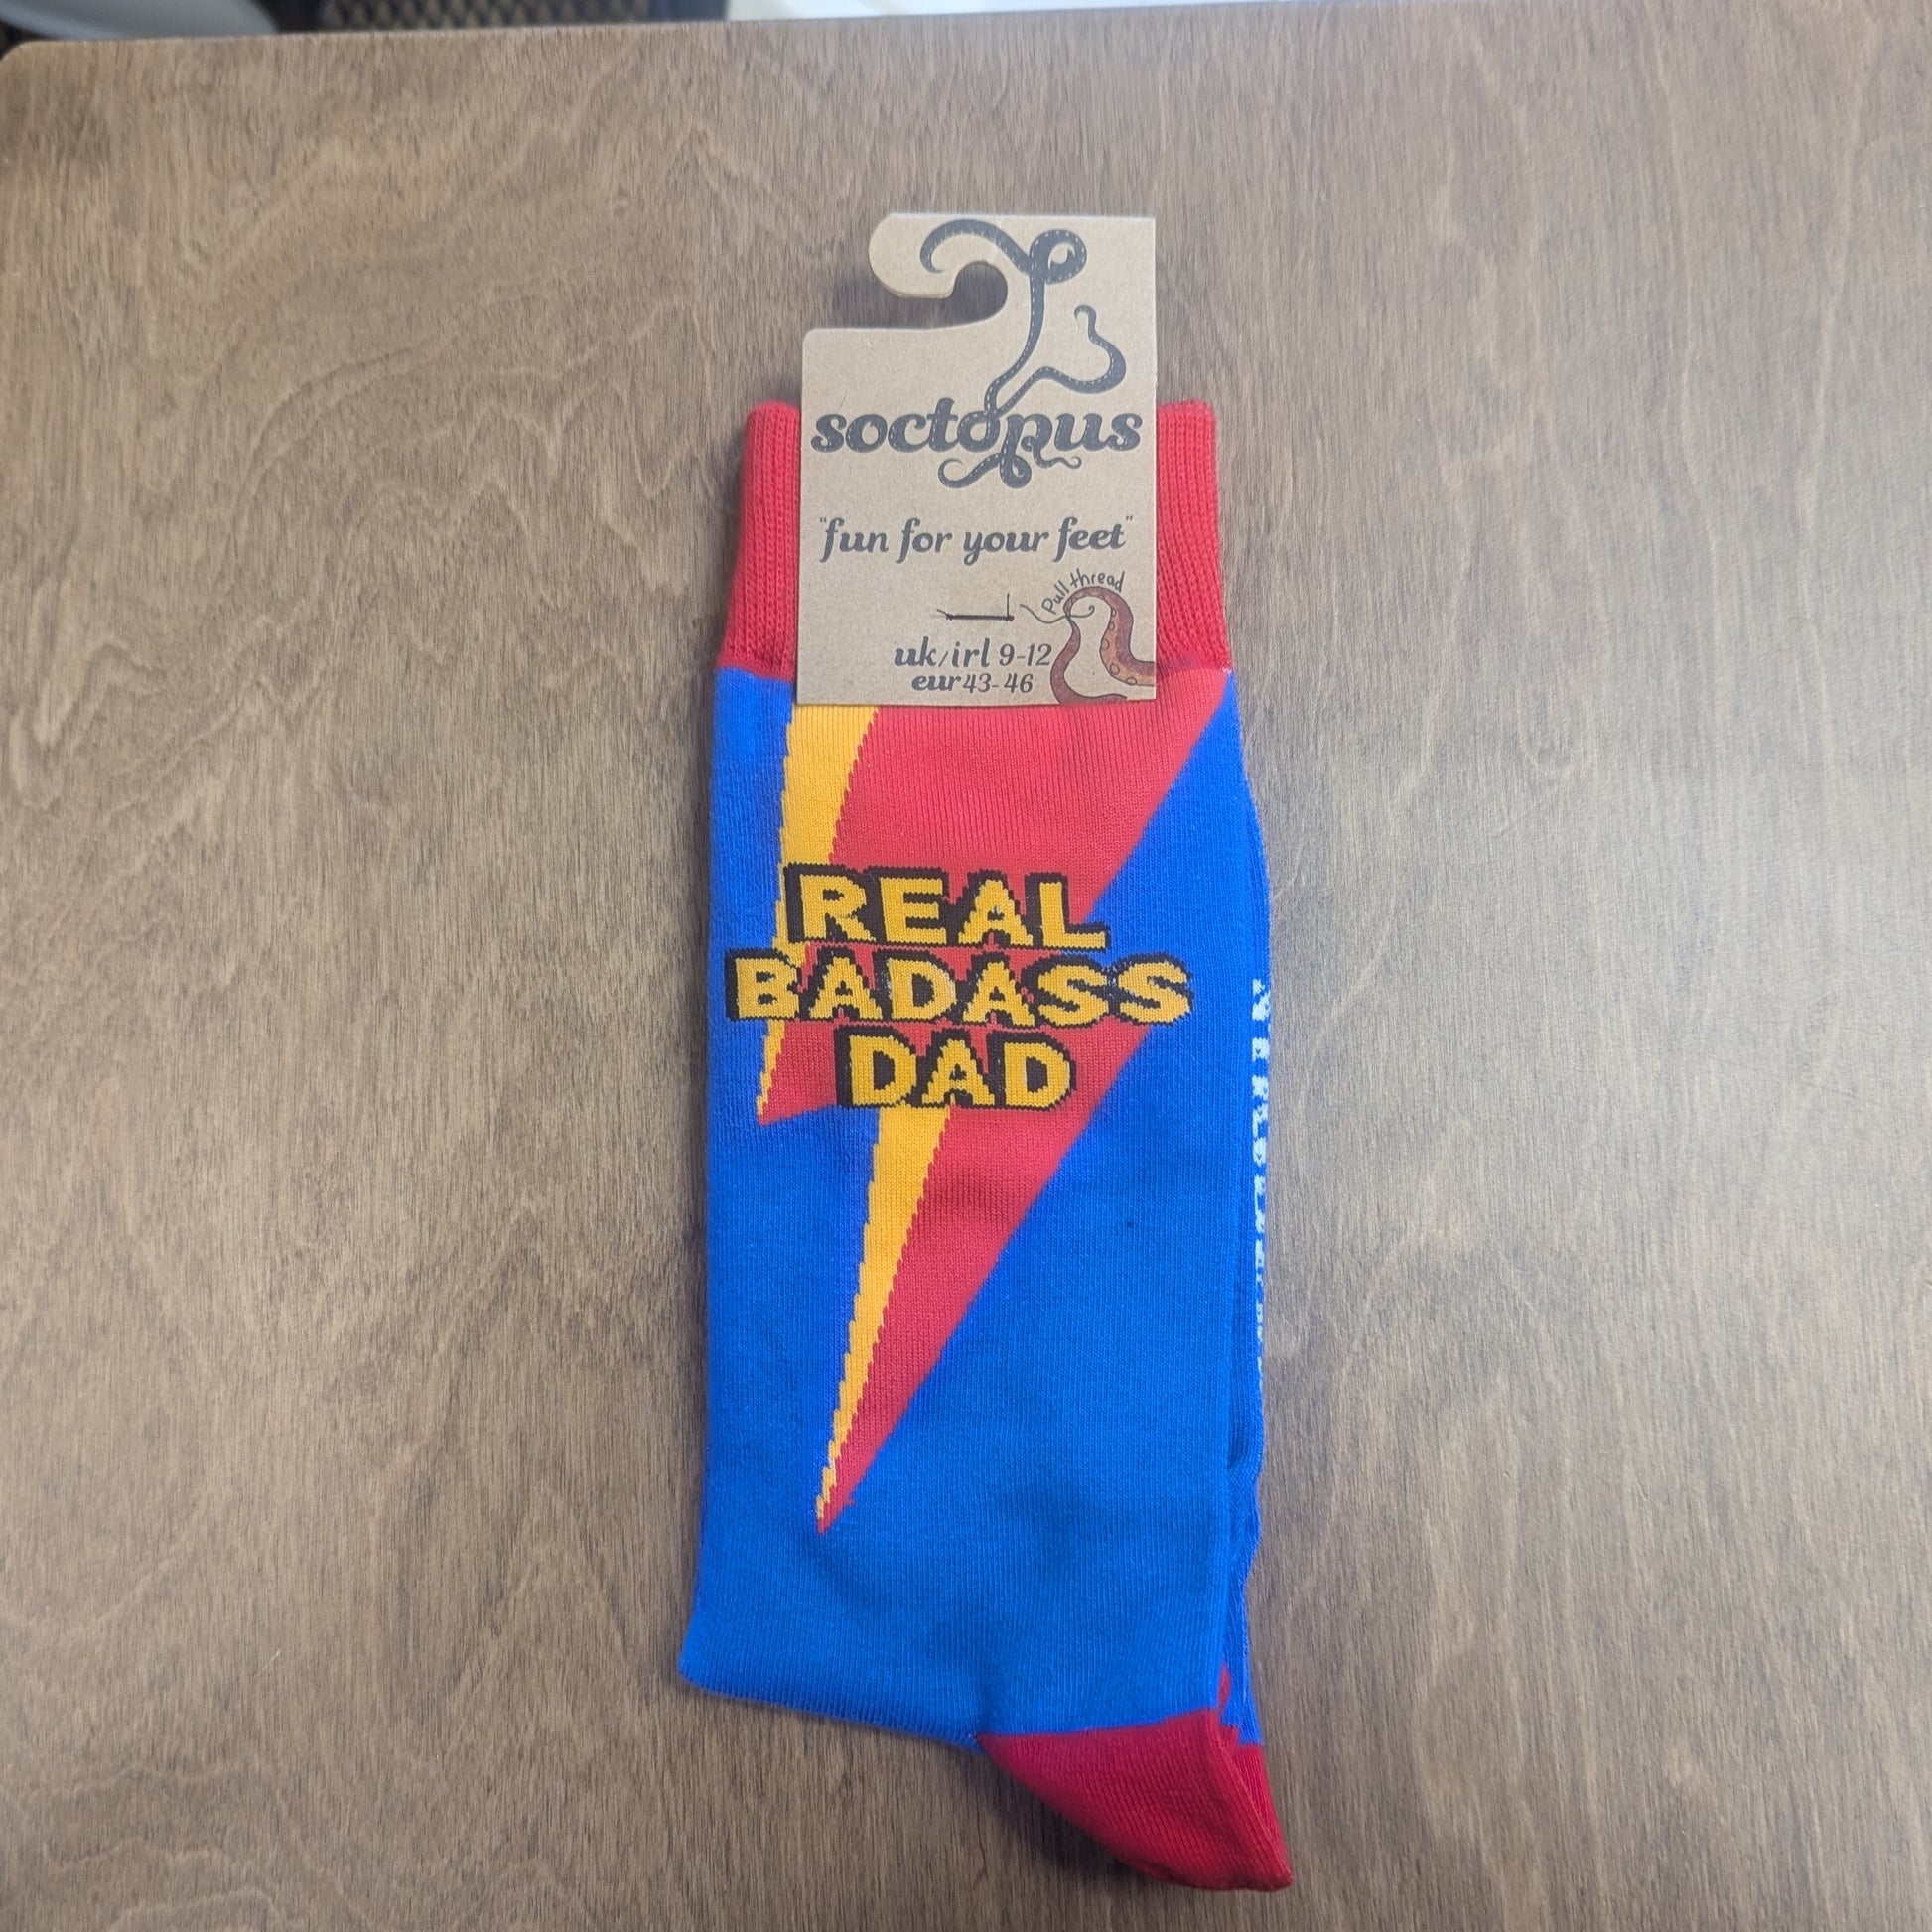 soctopus
"fun for your feet"
Pull thread
uk/irl 9-12
eur 43-46
REAL
BADASS
DAD